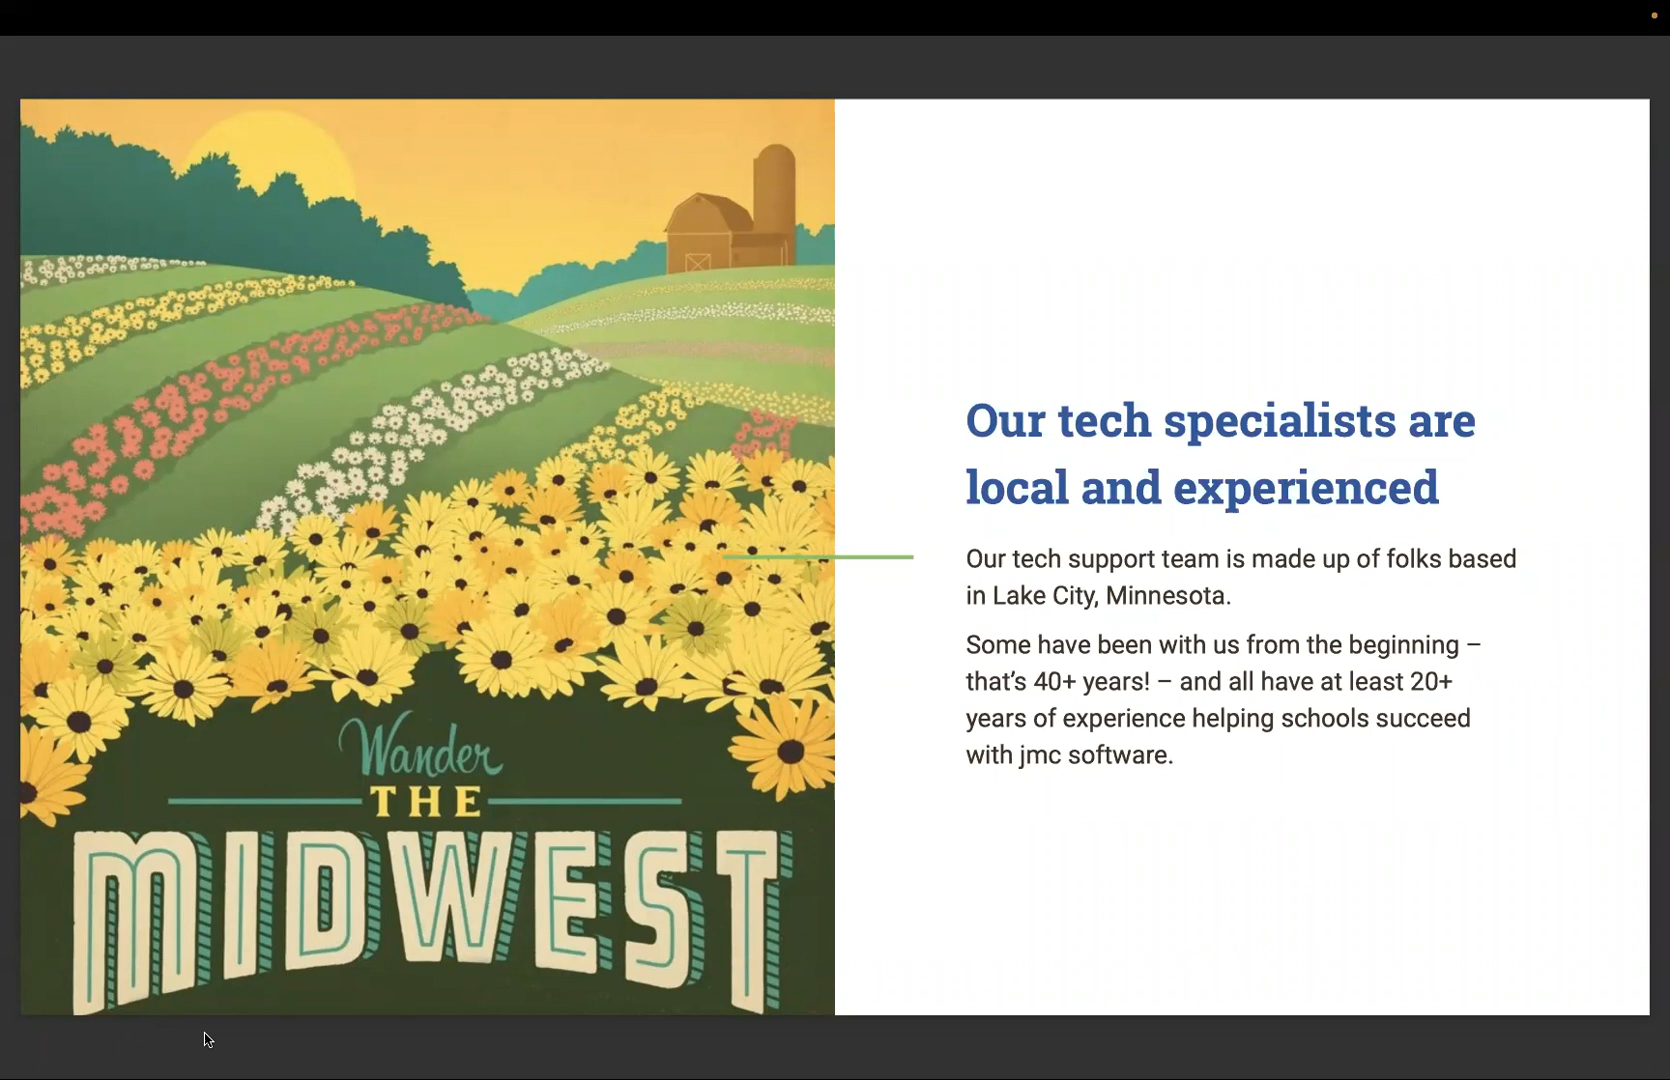 Wander
THE
MIDWEST
Our tech specialists are
local and experienced
Our tech support team is made up of folks based
in Lake City, Minnesota.
Some have been with us from the beginning –
that’s 40+ years! – and all have at least 20+
years of experience helping schools succeed
with jmc software.